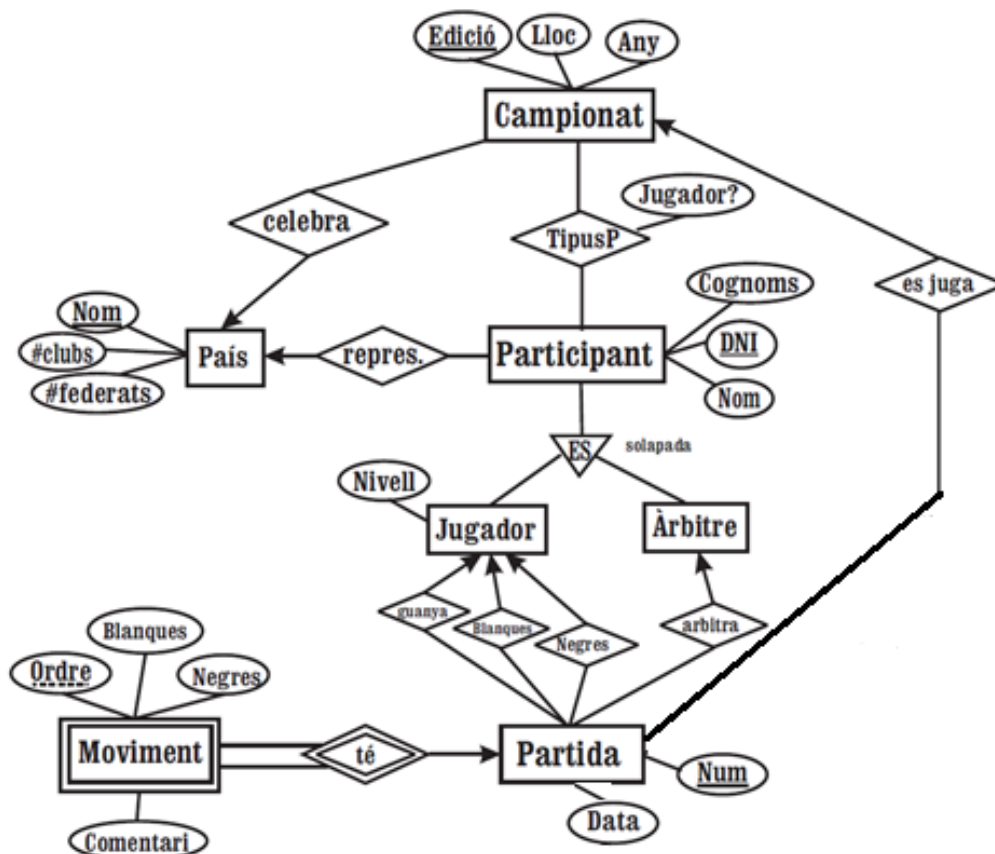 Edició
Lloc
Any
Campionat
Jugador?
celebra
TipusP
es juga
Cognoms
Nom
#clubs
#federats
País
repres.
Participant
DNI
Nom
ES
solapada
Nivell
Jugador
Àrbitre
guanya
Blanques
Negres
arbitra
Blanques
Ordre
Negres
Moviment
té
Partida
Num
Data
Comentari